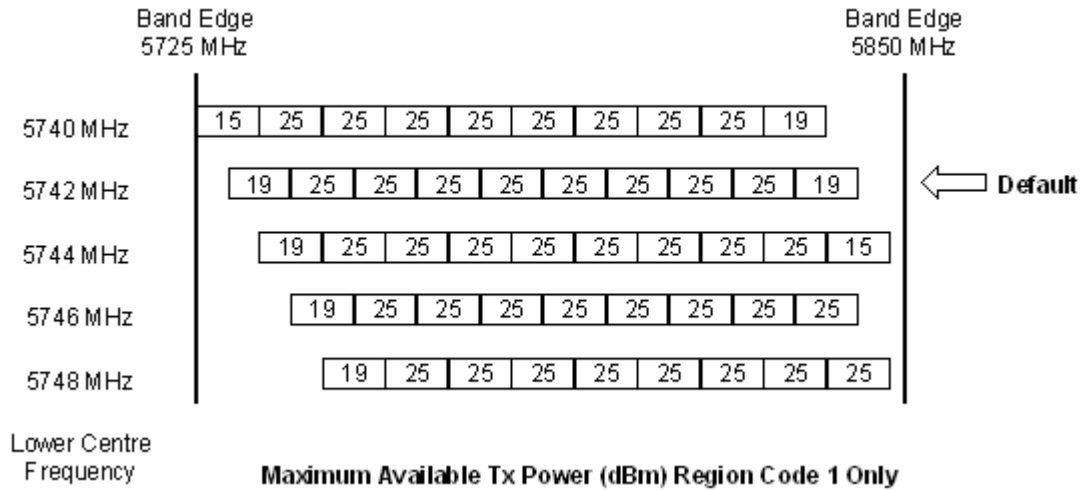 Band Edge Band Edge
5725 MHz 5850 MHz
5740 MHz 15 25 25 25 25 25 25 25 25 19
5742 MHz 19 25 25 25 25 25 25 25 25 19 Default
5744 MHz 19 25 25 25 25 25 25 25 25 15
5746 MHz 19 25 25 25 25 25 25 25 25
5748 MHz 19 25 25 25 25 25 25 25 25
Lower Centre
Frequency Maximum Available Tx Power (dBm) Region Code 1 Only